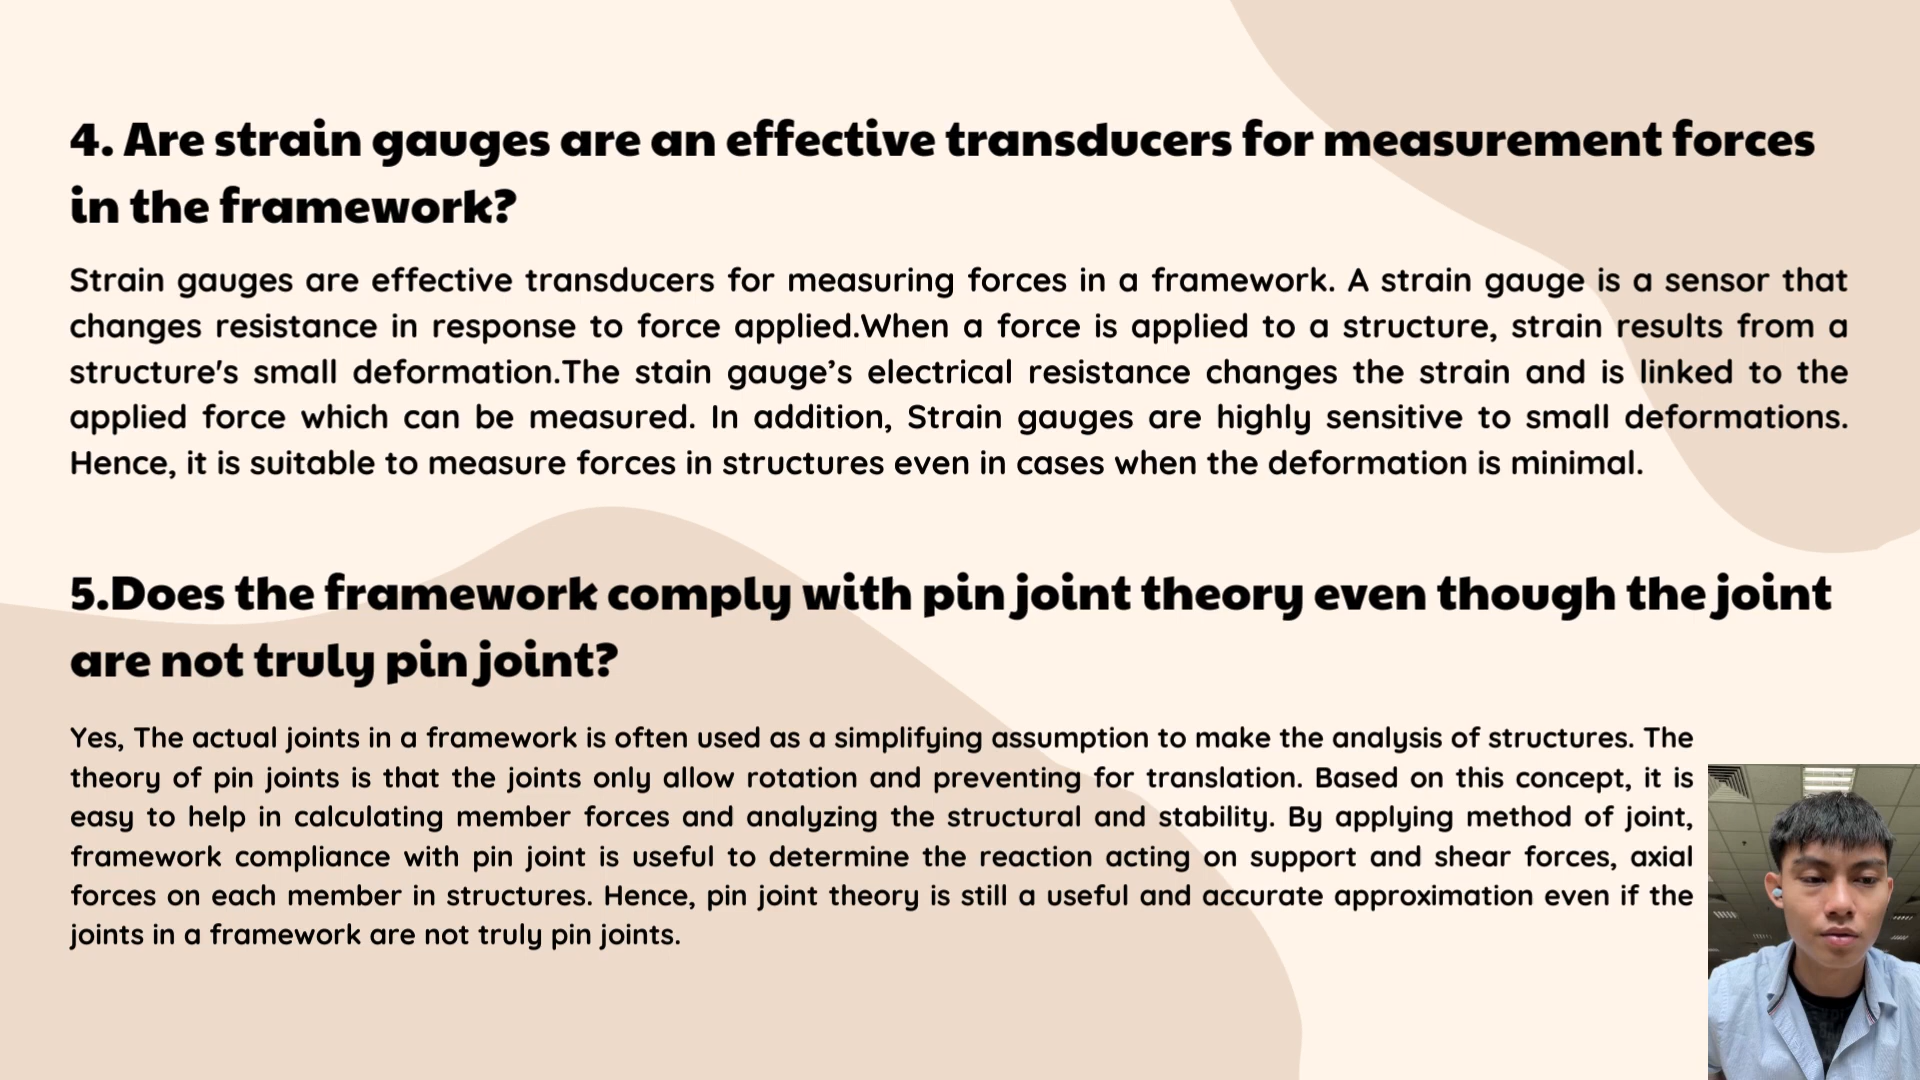 4. Are strain gauges are an effective transducers for measurement forces
in the framework?
Strain gauges are effective transducers for measuring forces in a framework. A strain gauge is a sensor that
changes resistance in response to force applied.When a force is applied to a structure, strain results from a
structure's small deformation.The stain gauge’s electrical resistance changes the strain and is linked to the
applied force which can be measured. In addition, Strain gauges are highly sensitive to small deformations.
Hence, it is suitable to measure forces in structures even in cases when the deformation is minimal.
5.Does the framework comply with pin joint theory even though the joint
are not truly pin joint?
Yes, The actual joints in a framework is often used as a simplifying assumption to make the analysis of structures. The
theory of pin joints is that the joints only allow rotation and preventing for translation. Based on this concept, it is
easy to help in calculating member forces and analyzing the structural and stability. By applying method of joint,
framework compliance with pin joint is useful to determine the reaction acting on support and shear forces, axial
forces on each member in structures. Hence, pin joint theory is still a useful and accurate approximation even if the
joints in a framework are not truly pin joints.